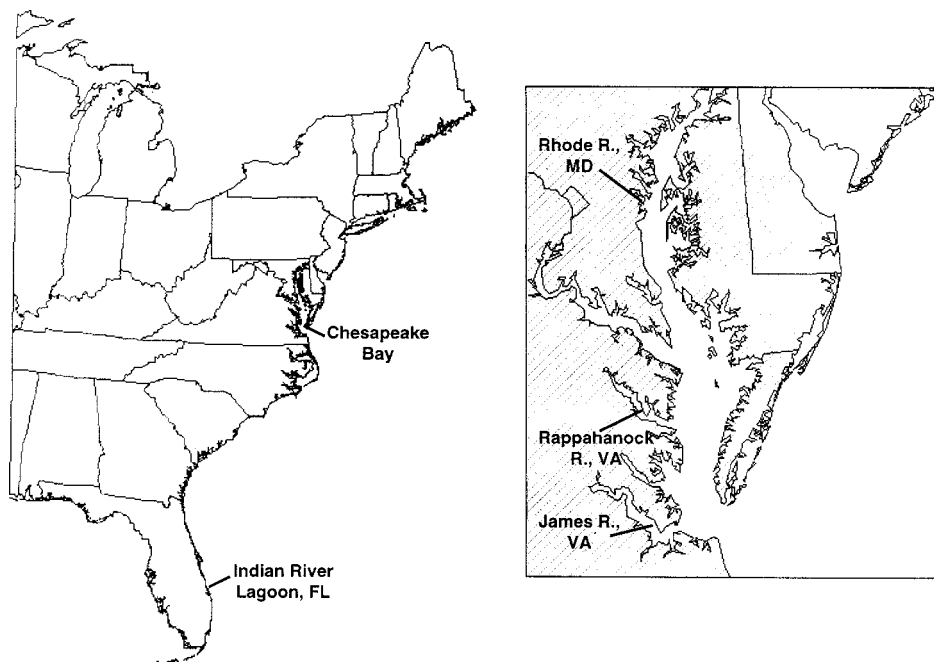 Chesapeake
Bay
Indian River
Lagoon, FL
Rhode R.,
MD
Rappahanock
R., VA
James R.,
VA